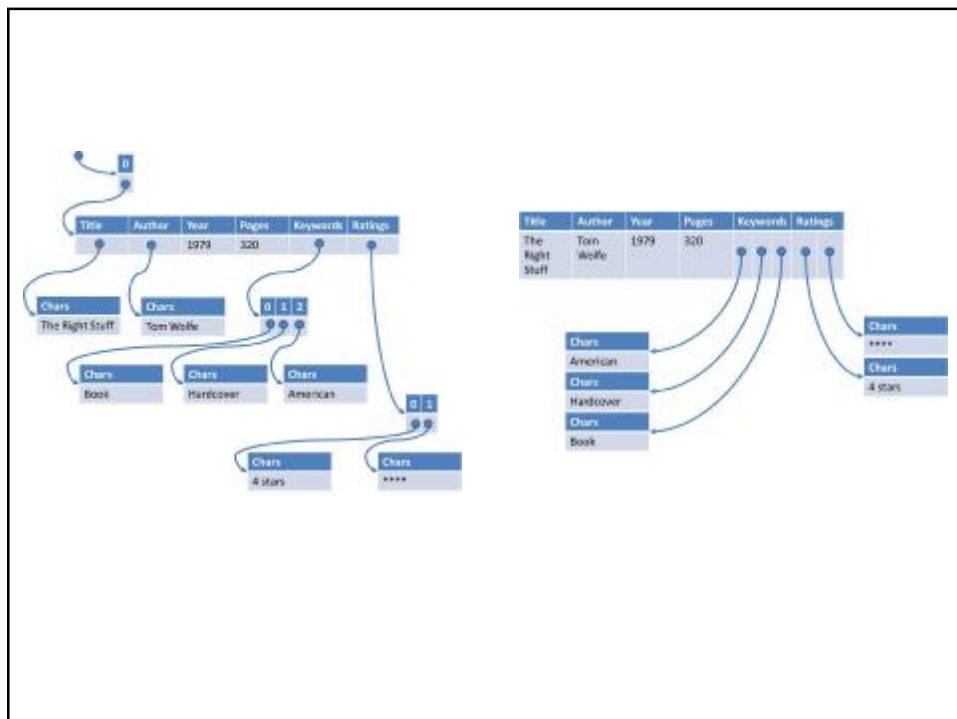 0
Title Author Year Pages Keywords Ratings
1979 320
Chars Chars
The Right Stuff Tom Wolfe
0 1 2
Chars Chars Chars
Book Hardcover American
0 1
Chars Chars
4 stars ****
Title Author Year Pages Keywords Ratings
The Tom 1979 320
Right Wolfe
Stuff
Chars
American
Chars
Hardcover
Chars
Book
Chars
****
Chars
4 stars